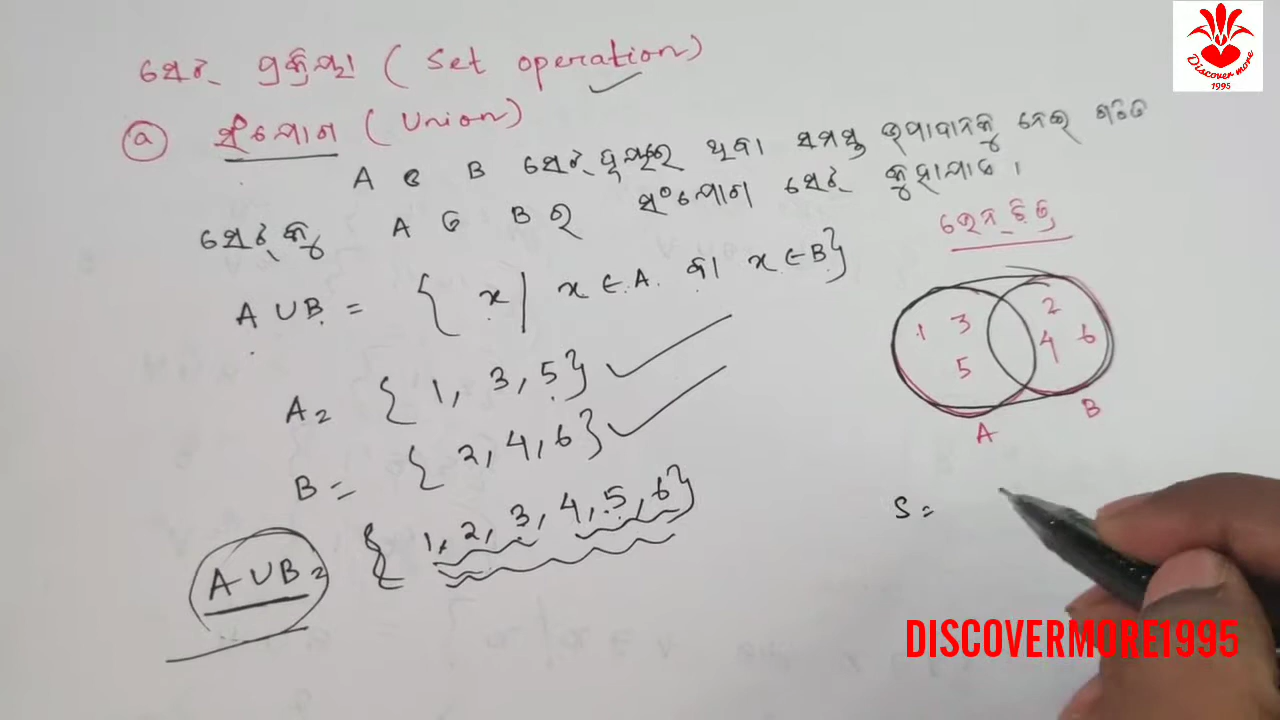 ସେଟ୍ ପ୍ରକ୍ରିୟା ( Set operation )
ⓐ ସଂଯୋଗ ( Union )
A ଓ B ସେଟ୍ ଦ୍ୱୟରେ ଥିବା ସମସ୍ତ ଉପାଦାନକୁ ନେଇ ଗଠିତ
ସେଟ୍ କୁ A ଓ B ର ସଂଯୋଗ ସେଟ୍ କୁହାଯାଏ ।
ଭେନ୍ ଚିତ୍ର
A ∪ B = { x | x ∈ A ବା x ∈ B }
1 3 5 2 4 6
A B
A = { 1, 3, 5 }
B = { 2, 4, 6 }
A ∪ B = { 1, 2, 3, 4, 5, 6 }
S =
Discover more
1995
DISCOVERMORE1995